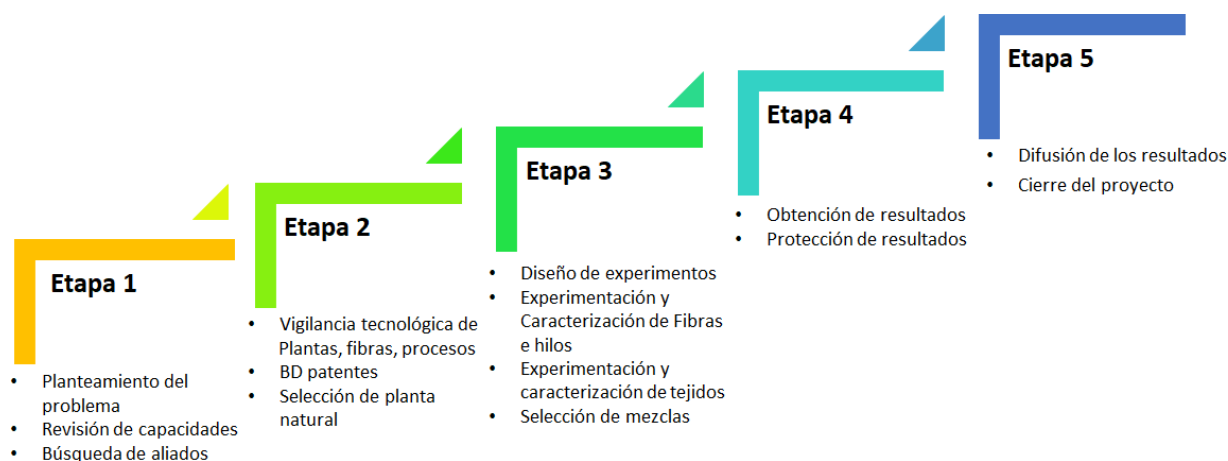 Etapa 1
• Planteamiento del
problema
• Revisión de capacidades
• Búsqueda de aliados
Etapa 2
• Vigilancia tecnológica de
Plantas, fibras, procesos
• BD patentes
• Selección de planta
natural
Etapa 3
• Diseño de experimentos
• Experimentación y
Caracterización de Fibras
e hilos
• Experimentación y
caracterización de tejidos
• Selección de mezclas
Etapa 4
• Obtención de resultados
• Protección de resultados
Etapa 5
• Difusión de los resultados
• Cierre del proyecto